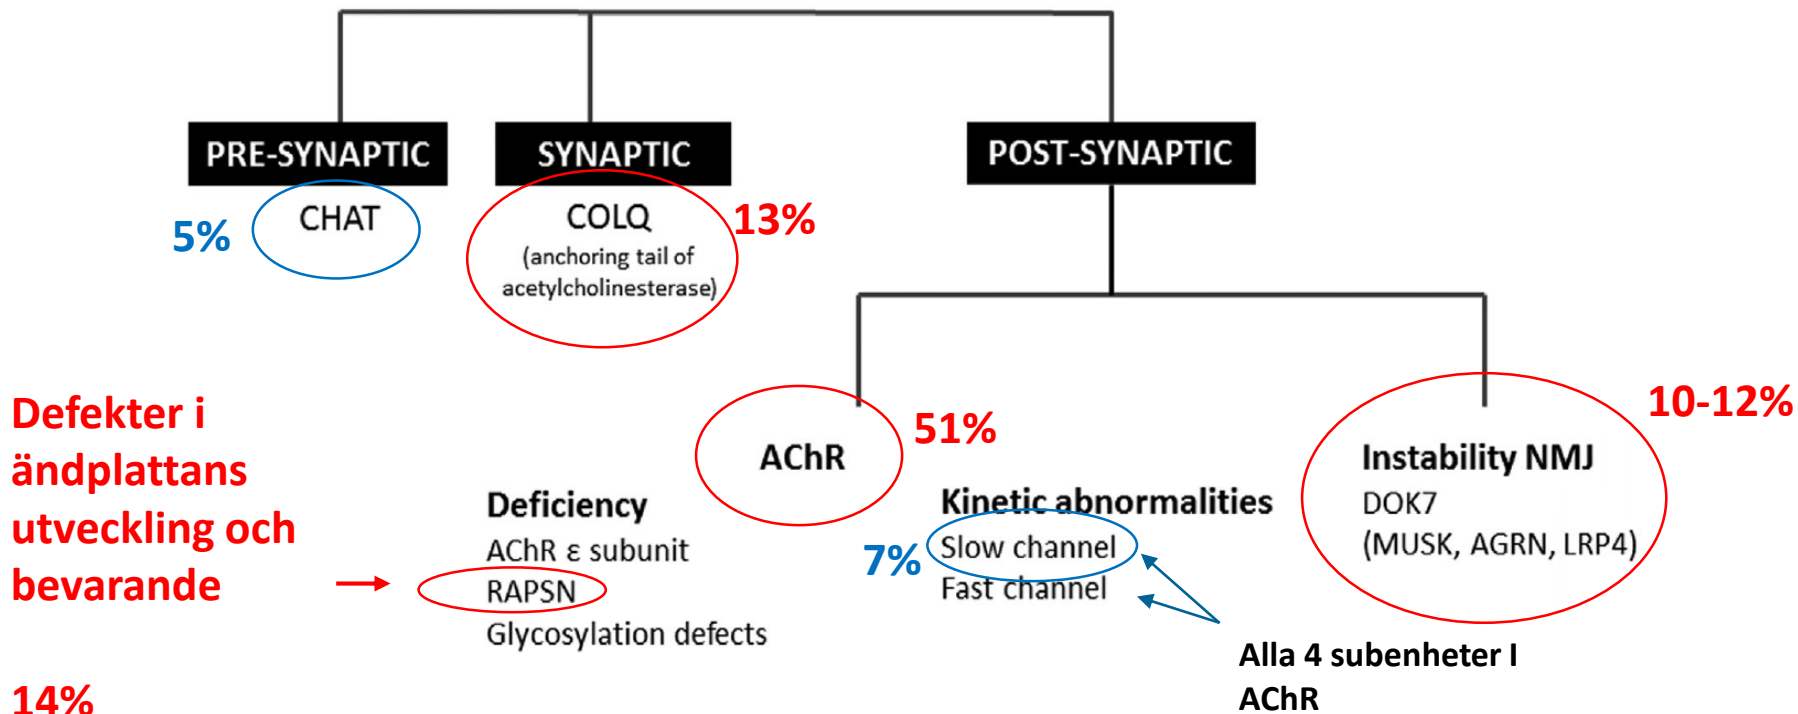 PRE-SYNAPTIC
SYNAPTIC
POST-SYNAPTIC
5%
CHAT
COLQ
(anchoring tail of
acetylcholinesterase)
13%
Defekter i
ändplattans
utveckling och
bevarande
14%
AChR
51%
Deficiency
AChR ε subunit
RAPSN
Glycosylation defects
Kinetic abnormalities
7%
Slow channel
Fast channel
Alla 4 subenheter I
AChR
10-12%
Instability NMJ
DOK7
(MUSK, AGRN, LRP4)